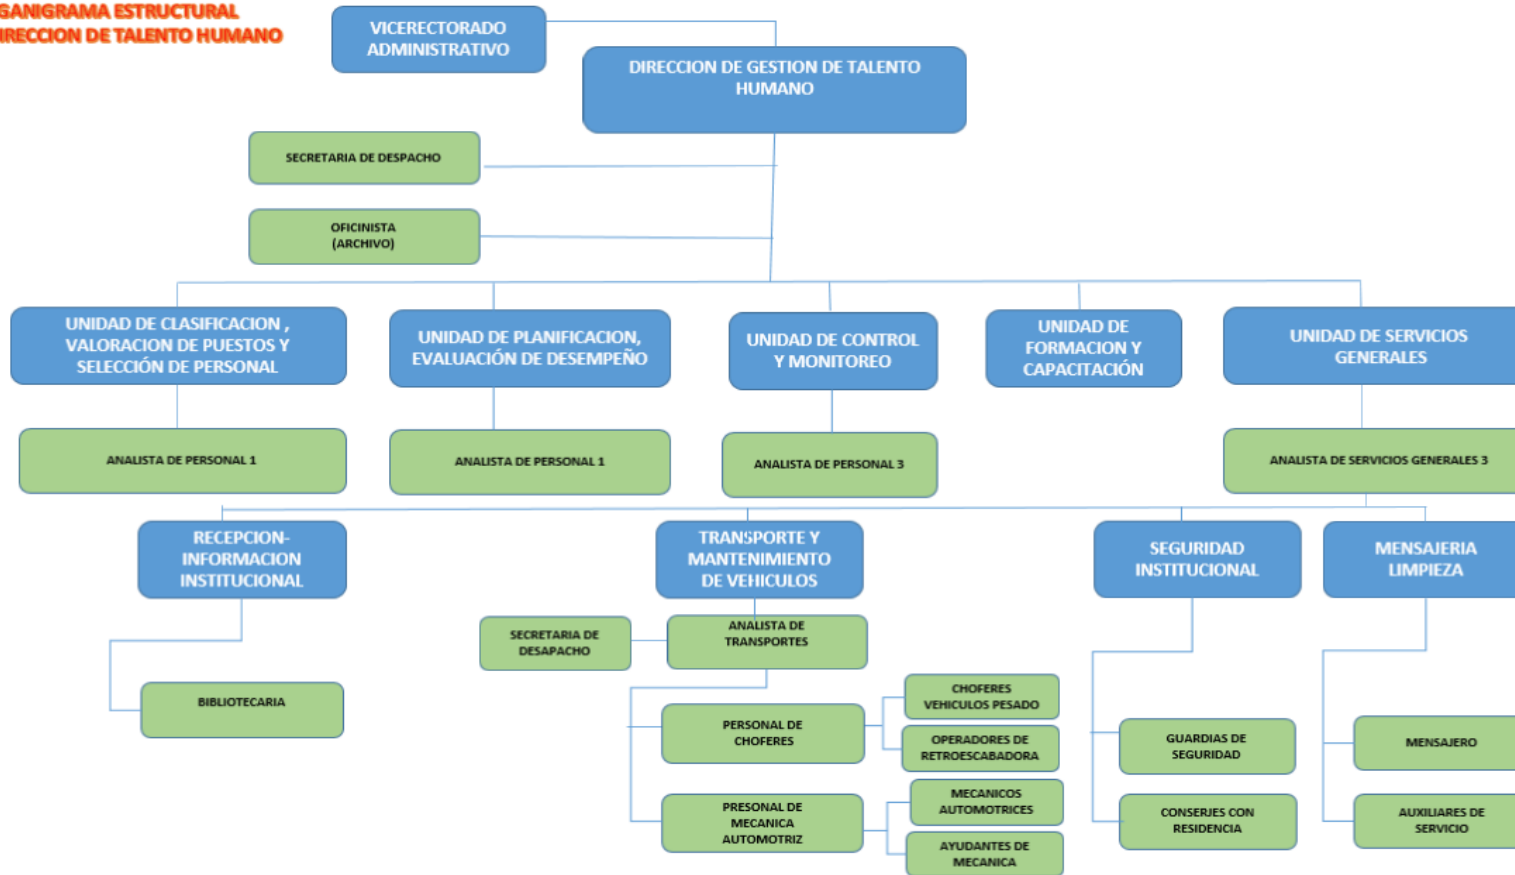 GANIGRAMA ESTRUCTURAL
IRECCION DE TALENTO HUMANO
VICERECTORADO
ADMINISTRATIVO
DIRECCION DE GESTION DE TALENTO
HUMANO
SECRETARIA DE DESPACHO
OFICINISTA
(ARCHIVO)
UNIDAD DE CLASIFICACION ,
VALORACION DE PUESTOS Y
SELECCIÓN DE PERSONAL
UNIDAD DE PLANIFICACION,
EVALUACIÓN DE DESEMPEÑO
UNIDAD DE CONTROL
Y MONITOREO
UNIDAD DE
FORMACION Y
CAPACITACIÓN
UNIDAD DE SERVICIOS
GENERALES
ANALISTA DE PERSONAL 1
ANALISTA DE PERSONAL 1
ANALISTA DE PERSONAL 3
ANALISTA DE SERVICIOS GENERALES 3
RECEPCION-
INFORMACION
INSTITUCIONAL
TRANSPORTE Y
MANTENIMIENTO
DE VEHICULOS
SEGURIDAD
INSTITUCIONAL
MENSAJERIA
LIMPIEZA
SECRETARIA DE
DESAPACHO
ANALISTA DE
TRANSPORTES
BIBLIOTECARIA
PERSONAL DE
CHOFERES
CHOFERES
VEHICULOS PESADO
OPERADORES DE
RETROESCABADORA
GUARDIAS DE
SEGURIDAD
MENSAJERO
PRESONAL DE
MECANICA
AUTOMOTRIZ
MECANICOS
AUTOMOTRICES
AYUDANTES DE
MECANICA
CONSERJES CON
RESIDENCIA
AUXILIARES DE
SERVICIO